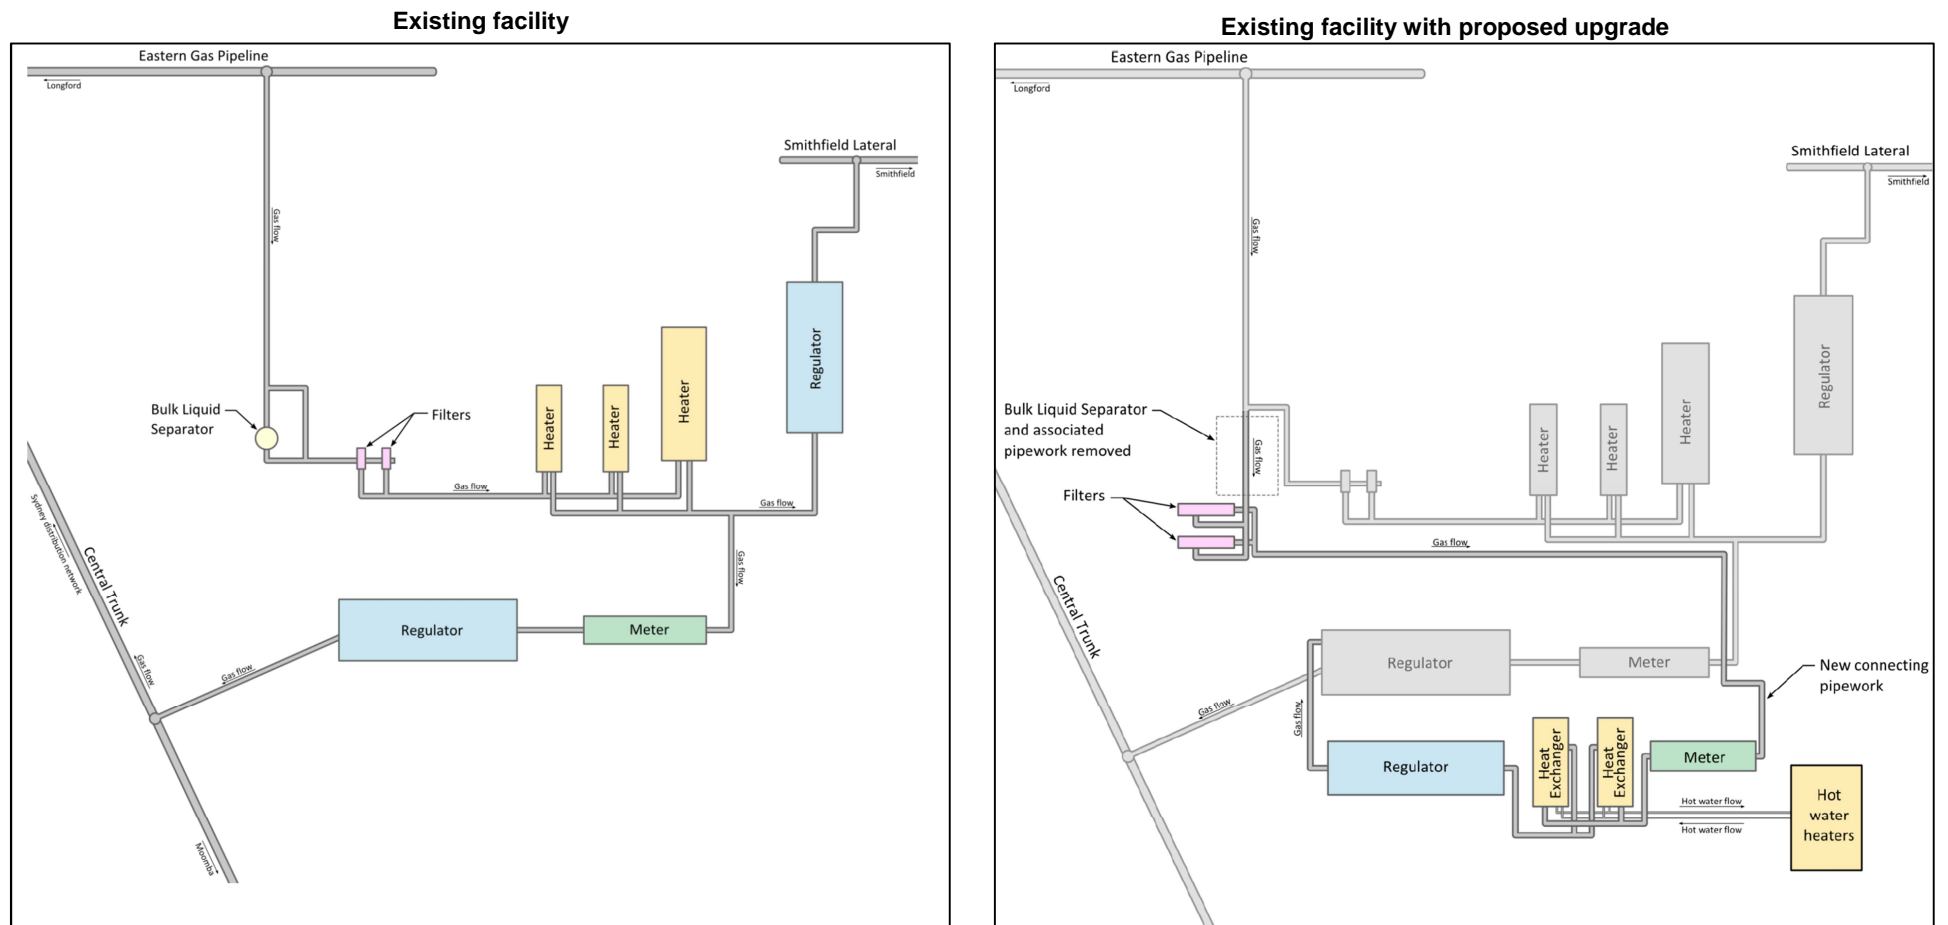 Existing facility
Eastern Gas Pipeline
Longford
Gas flow
Smithfield Lateral
Smithfield
Bulk Liquid
Separator
Filters
Heater
Heater
Heater
Regulator
Gas flow
Gas flow
Gas flow
Sydney distribution network
Central Trunk
Gas flow
Gas flow
Regulator
Meter
Moomba
Existing facility with proposed upgrade
Eastern Gas Pipeline
Longford
Gas flow
Smithfield Lateral
Smithfield
Bulk Liquid Separator
and associated
pipework removed
Gas flow
Filters
Heater
Heater
Heater
Regulator
Gas flow
Central Trunk
Regulator
Meter
New connecting
pipework
Gas flow
Gas flow
Regulator
Heat
Exchanger
Heat
Exchanger
Meter
Hot water flow
Hot water flow
Hot
water
heaters